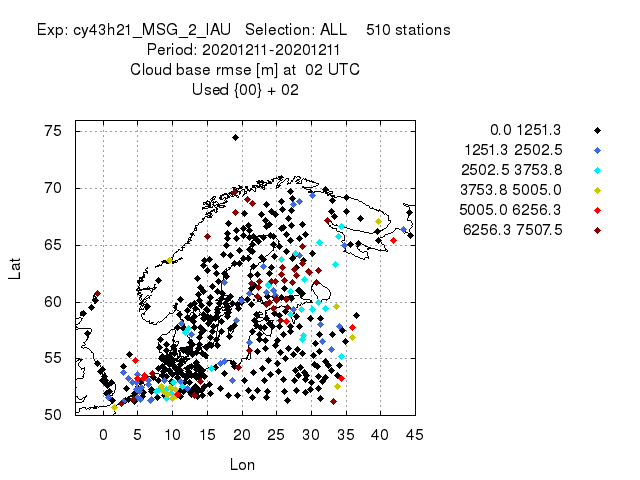 Exp: cy43h21_MSG_2_IAU   Selection: ALL    510 stations
Period: 20201211-20201211
Cloud base rmse [m] at  02 UTC
Used {00} + 02
0.0 1251.3
1251.3 2502.5
2502.5 3753.8
3753.8 5005.0
5005.0 6256.3
6256.3 7507.5
75
70
65
60
55
50
Lat
0 5 10 15 20 25 30 35 40 45
Lon